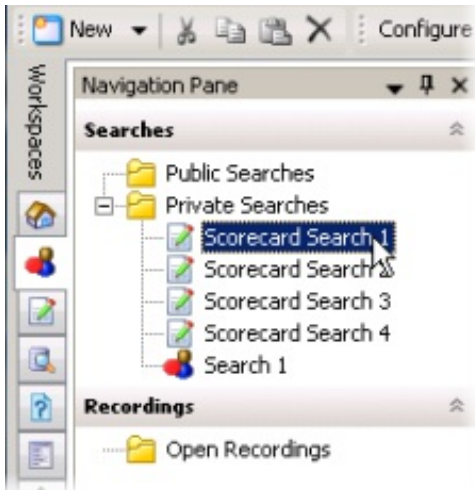 New Configure
Workspaces
Navigation Pane
Searches
Public Searches
Private Searches
Scorecard Search 1
Scorecard Search 2
Scorecard Search 3
Scorecard Search 4
Search 1
Recordings
Open Recordings